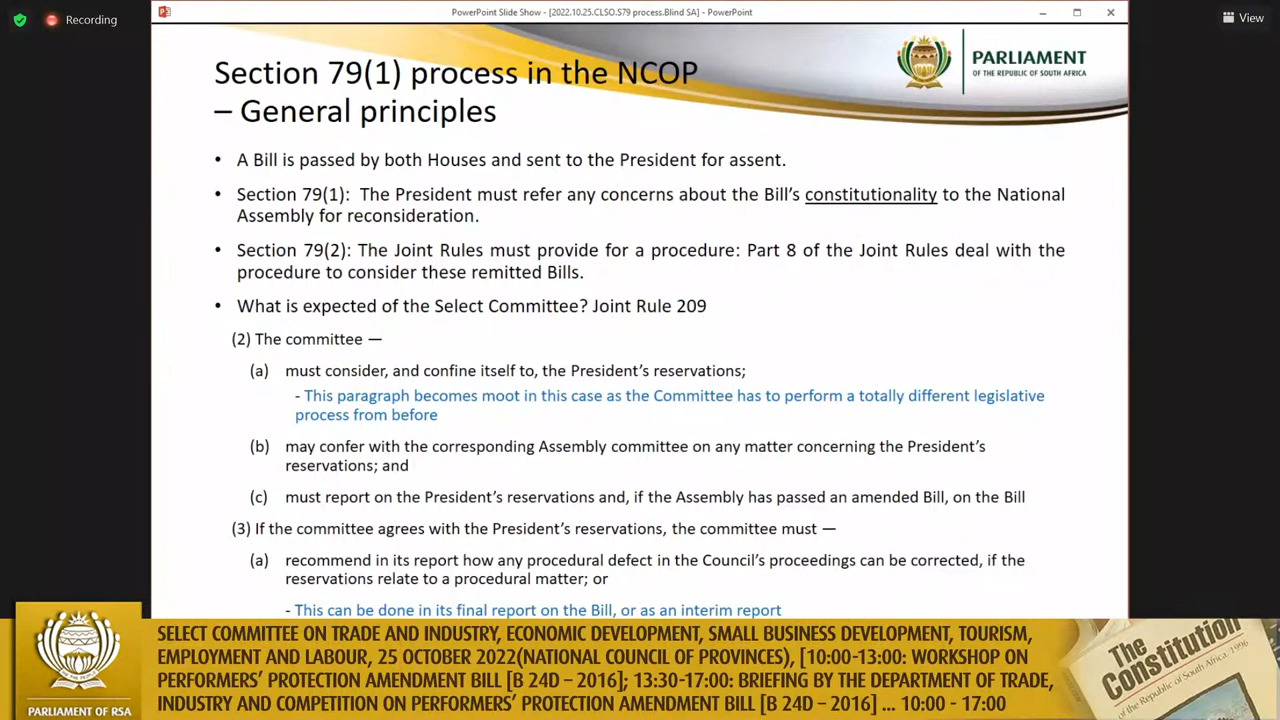 Recording
PowerPoint Slide Show - [2022.10.25.CLSO.S79 process.Blind SA] - PowerPoint
View
PARLIAMENT
OF THE REPUBLIC OF SOUTH AFRICA
Section 79(1) process in the NCOP
– General principles
• A Bill is passed by both Houses and sent to the President for assent.
• Section 79(1): The President must refer any concerns about the Bill’s constitutionality to the National
Assembly for reconsideration.
• Section 79(2): The Joint Rules must provide for a procedure: Part 8 of the Joint Rules deal with the
procedure to consider these remitted Bills.
• What is expected of the Select Committee? Joint Rule 209
(2) The committee —
(a) must consider, and confine itself to, the President’s reservations;
- This paragraph becomes moot in this case as the Committee has to perform a totally different legislative
process from before
(b) may confer with the corresponding Assembly committee on any matter concerning the President’s
reservations; and
(c) must report on the President’s reservations and, if the Assembly has passed an amended Bill, on the Bill
(3) If the committee agrees with the President’s reservations, the committee must —
(a) recommend in its report how any procedural defect in the Council’s proceedings can be corrected, if the
reservations relate to a procedural matter; or
- This can be done in its final report on the Bill, or as an interim report
PARLIAMENT OF RSA
SELECT COMMITTEE ON TRADE AND INDUSTRY, ECONOMIC DEVELOPMENT, SMALL BUSINESS DEVELOPMENT, TOURISM,
EMPLOYMENT AND LABOUR, 25 OCTOBER 2022(NATIONAL COUNCIL OF PROVINCES), [10:00-13:00: WORKSHOP ON
PERFORMERS’ PROTECTION AMENDMENT BILL [B 24D – 2016]; 13:30-17:00: BRIEFING BY THE DEPARTMENT OF TRADE,
INDUSTRY AND COMPETITION ON PERFORMERS’ PROTECTION AMENDMENT BILL [B 24D – 2016] ... 10:00 - 17:00
The
Constitution
of the Republic of South Africa, 1996